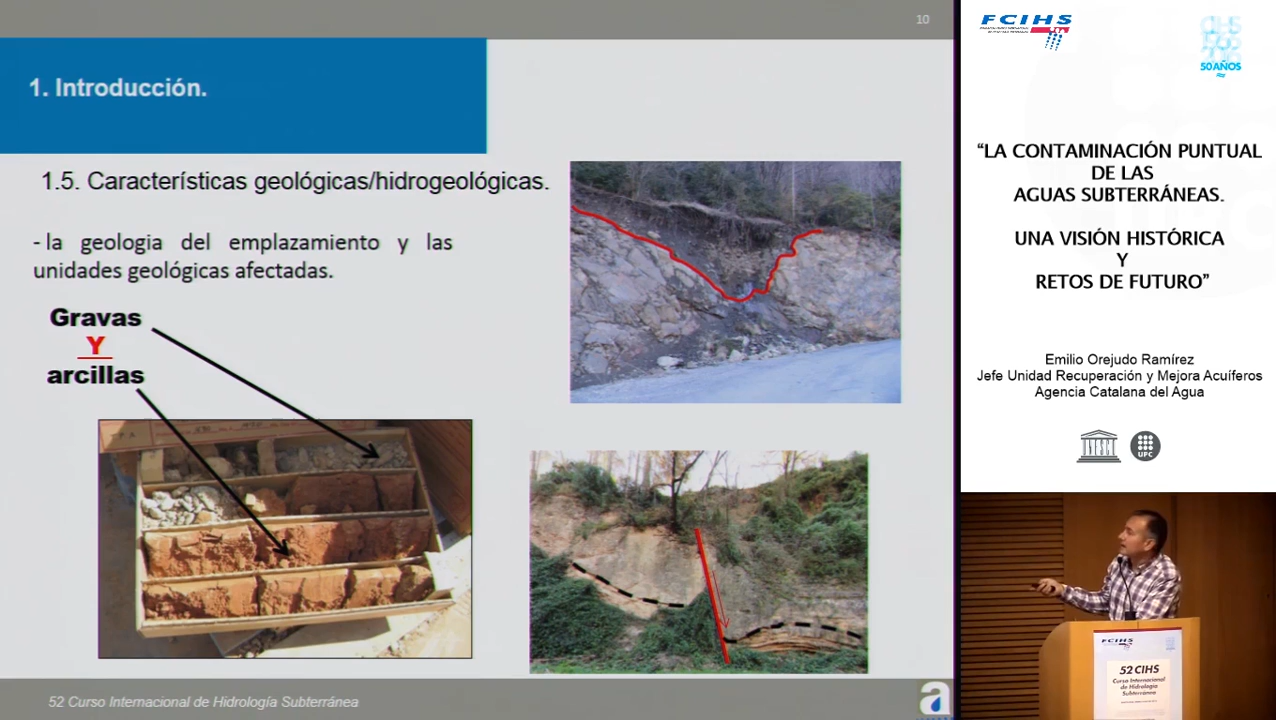 10
1. Introducción.
1.5. Características geológicas/hidrogeológicas.
- la geologia del emplazamiento y las
unidades geológicas afectadas.
Gravas
Y
arcillas
52 Curso Internacional de Hidrología Subterránea
a
FCIHS
50 AÑOS
“LA CONTAMINACIÓN PUNTUAL
DE LAS
AGUAS SUBTERRÁNEAS.
UNA VISIÓN HISTÓRICA
Y
RETOS DE FUTURO”
Emilio Orejudo Ramírez
Jefe Unidad Recuperación y Mejora Acuíferos
Agencia Catalana del Agua
UPC
FCIHS
52 CIHS
Curso Internacional
de Hidrología
Subterránea